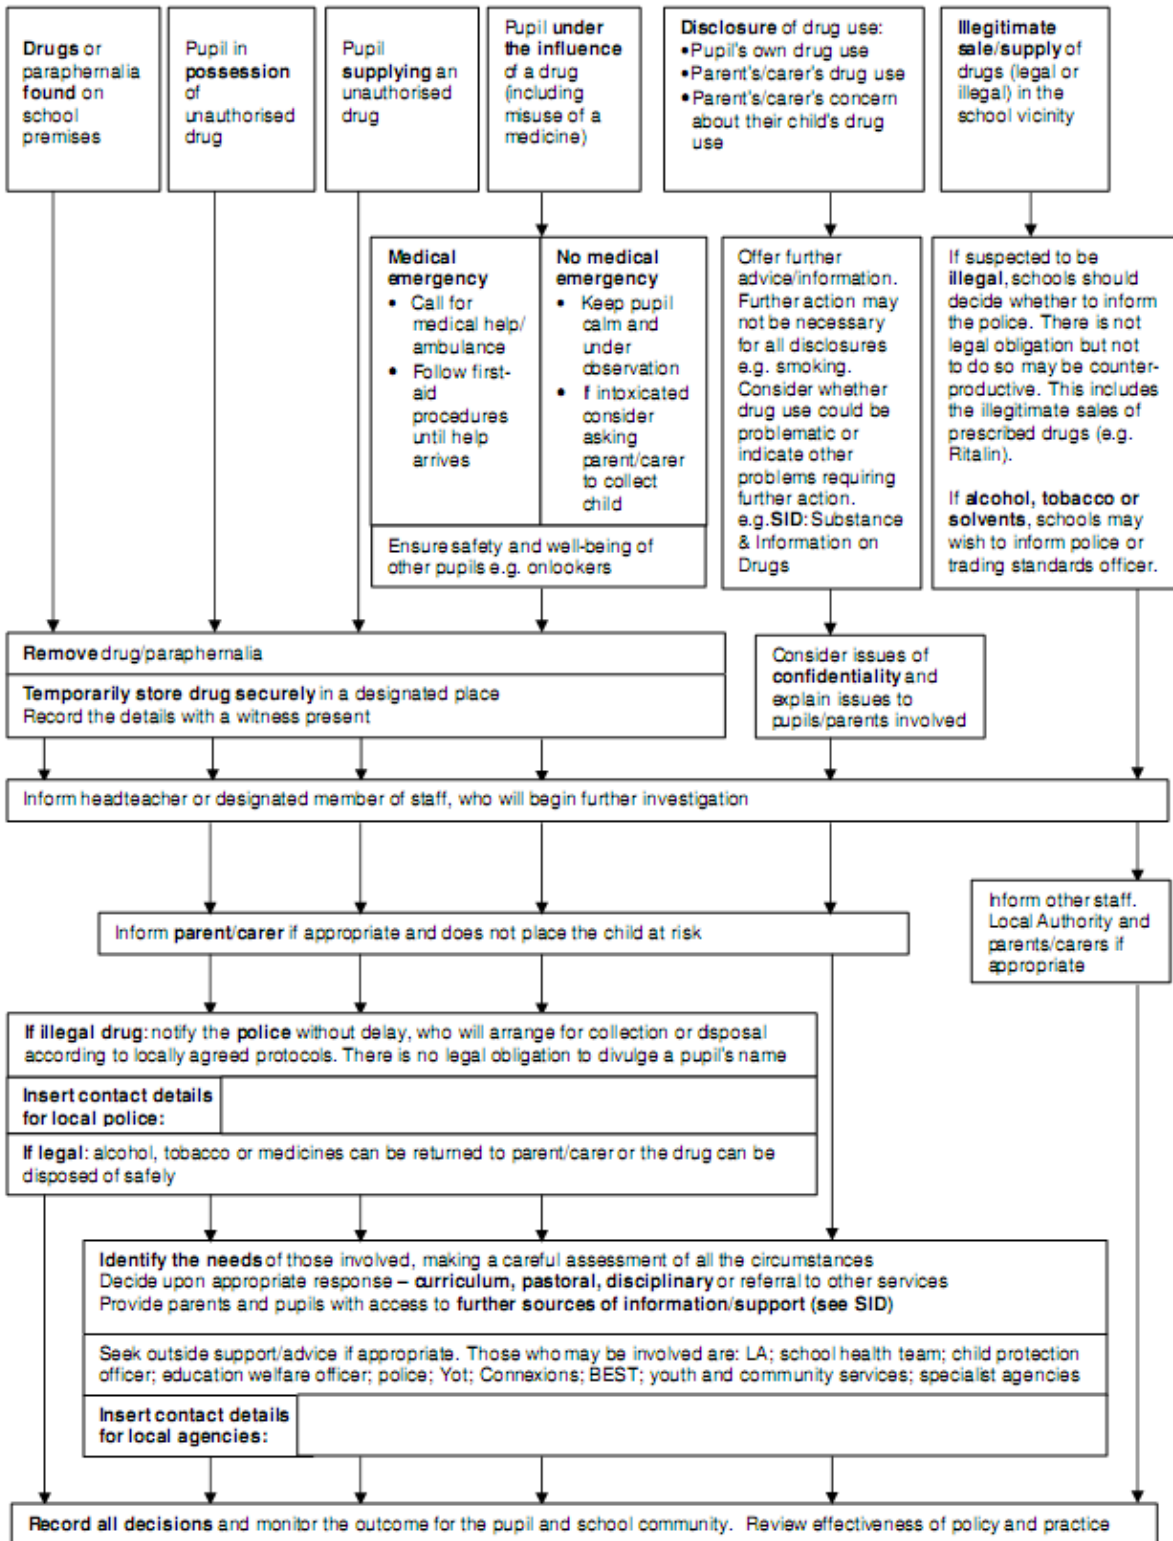 Drugs or
paraphernalia
found on
school
premises
Pupil in
possession
of
unauthorised
drug
Pupil
supplying an
unauthorised
drug
Pupil under
the influence
of a drug
(including
misuse of a
medicine)
Disclosure of drug use:
•Pupil's own drug use
•Parent's/carer's drug use
•Parent's/carer's concern
about their child's drug
use
Illegitimate
sale/supply of
drugs (legal or
illegal) in the
school vicinity
Medical
emergency
• Call for
medical help/
ambulance
• Follow first-
aid
procedures
until help
arrives
No medical
emergency
• Keep pupil
calm and
under
observation
• If intoxicated
consider
asking
parent/carer
to collect
child
Ensure safety and well-being of
other pupils e.g. onlookers
Offer further
advice/information.
Further action may
not be necessary
for all disclosures
e.g. smoking.
Consider whether
drug use could be
problematic or
indicate other
problems requiring
further action.
e.g.SID: Substance
& Information on
Drugs
If suspected to be
illegal, schools should
decide whether to inform
the police. There is not
legal obligation but not
to do so may be counter-
productive. This includes
the illegitimate sales of
prescribed drugs (e.g.
Ritalin).
If alcohol, tobacco or
solvents, schools may
wish to inform police or
trading standards officer.
Remove drug/paraphernalia
Temporarily store drug securely in a designated place
Record the details with a witness present
Consider issues of
confidentiality and
explain issues to
pupils/parents involved
Inform headteacher or designated member of staff, who will begin further investigation
Inform parent/carer if appropriate and does not place the child at risk
Inform other staff.
Local Authority and
parents/carers if
appropriate
If illegal drug: notify the police without delay, who will arrange for collection or disposal
according to locally agreed protocols. There is no legal obligation to divulge a pupil's name
Insert contact details
for local police:
If legal: alcohol, tobacco or medicines can be returned to parent/carer or the drug can be
disposed of safely
Identify the needs of those involved, making a careful assessment of all the circumstances
Decide upon appropriate response – curriculum, pastoral, disciplinary or referral to other services
Provide parents and pupils with access to further sources of information/support (see SID)
Seek outside support/advice if appropriate. Those who may be involved are: LA; school health team; child protection
officer; education welfare officer; police; Yot; Connexions; BEST; youth and community services; specialist agencies
Insert contact details
for local agencies:
Record all decisions and monitor the outcome for the pupil and school community. Review effectiveness of policy and practice